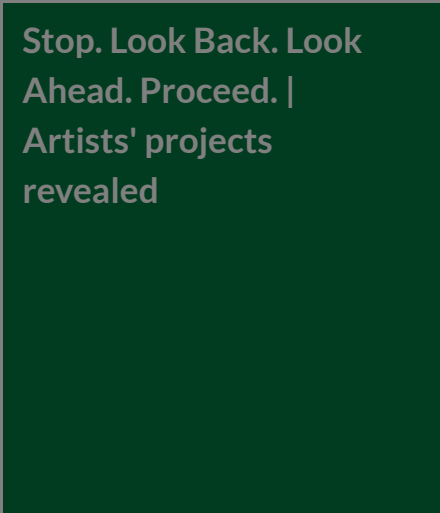 Stop. Look Back. Look
Ahead. Proceed. |
Artists' projects
revealed